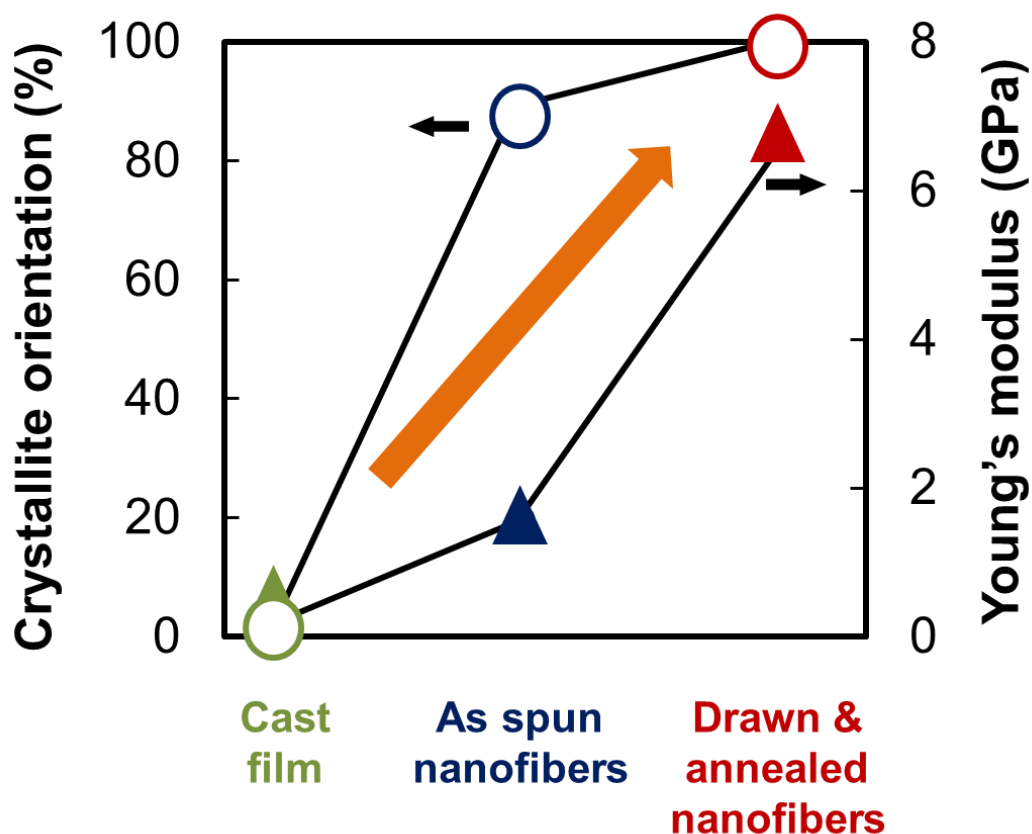 Crystallite orientation (%)
100
80
60
40
20
0
8
6
4
2
0
Young's modulus (GPa)
Cast
film
As spun
nanofibers
Drawn &
annealed
nanofibers